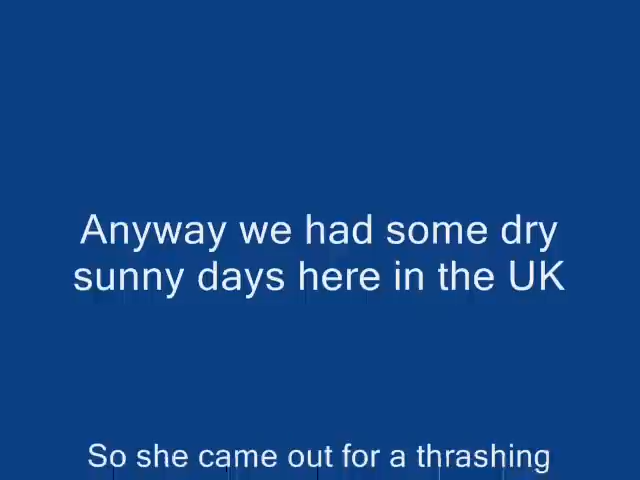 Anyway we had some dry
sunny days here in the UK
So she came out for a thrashing